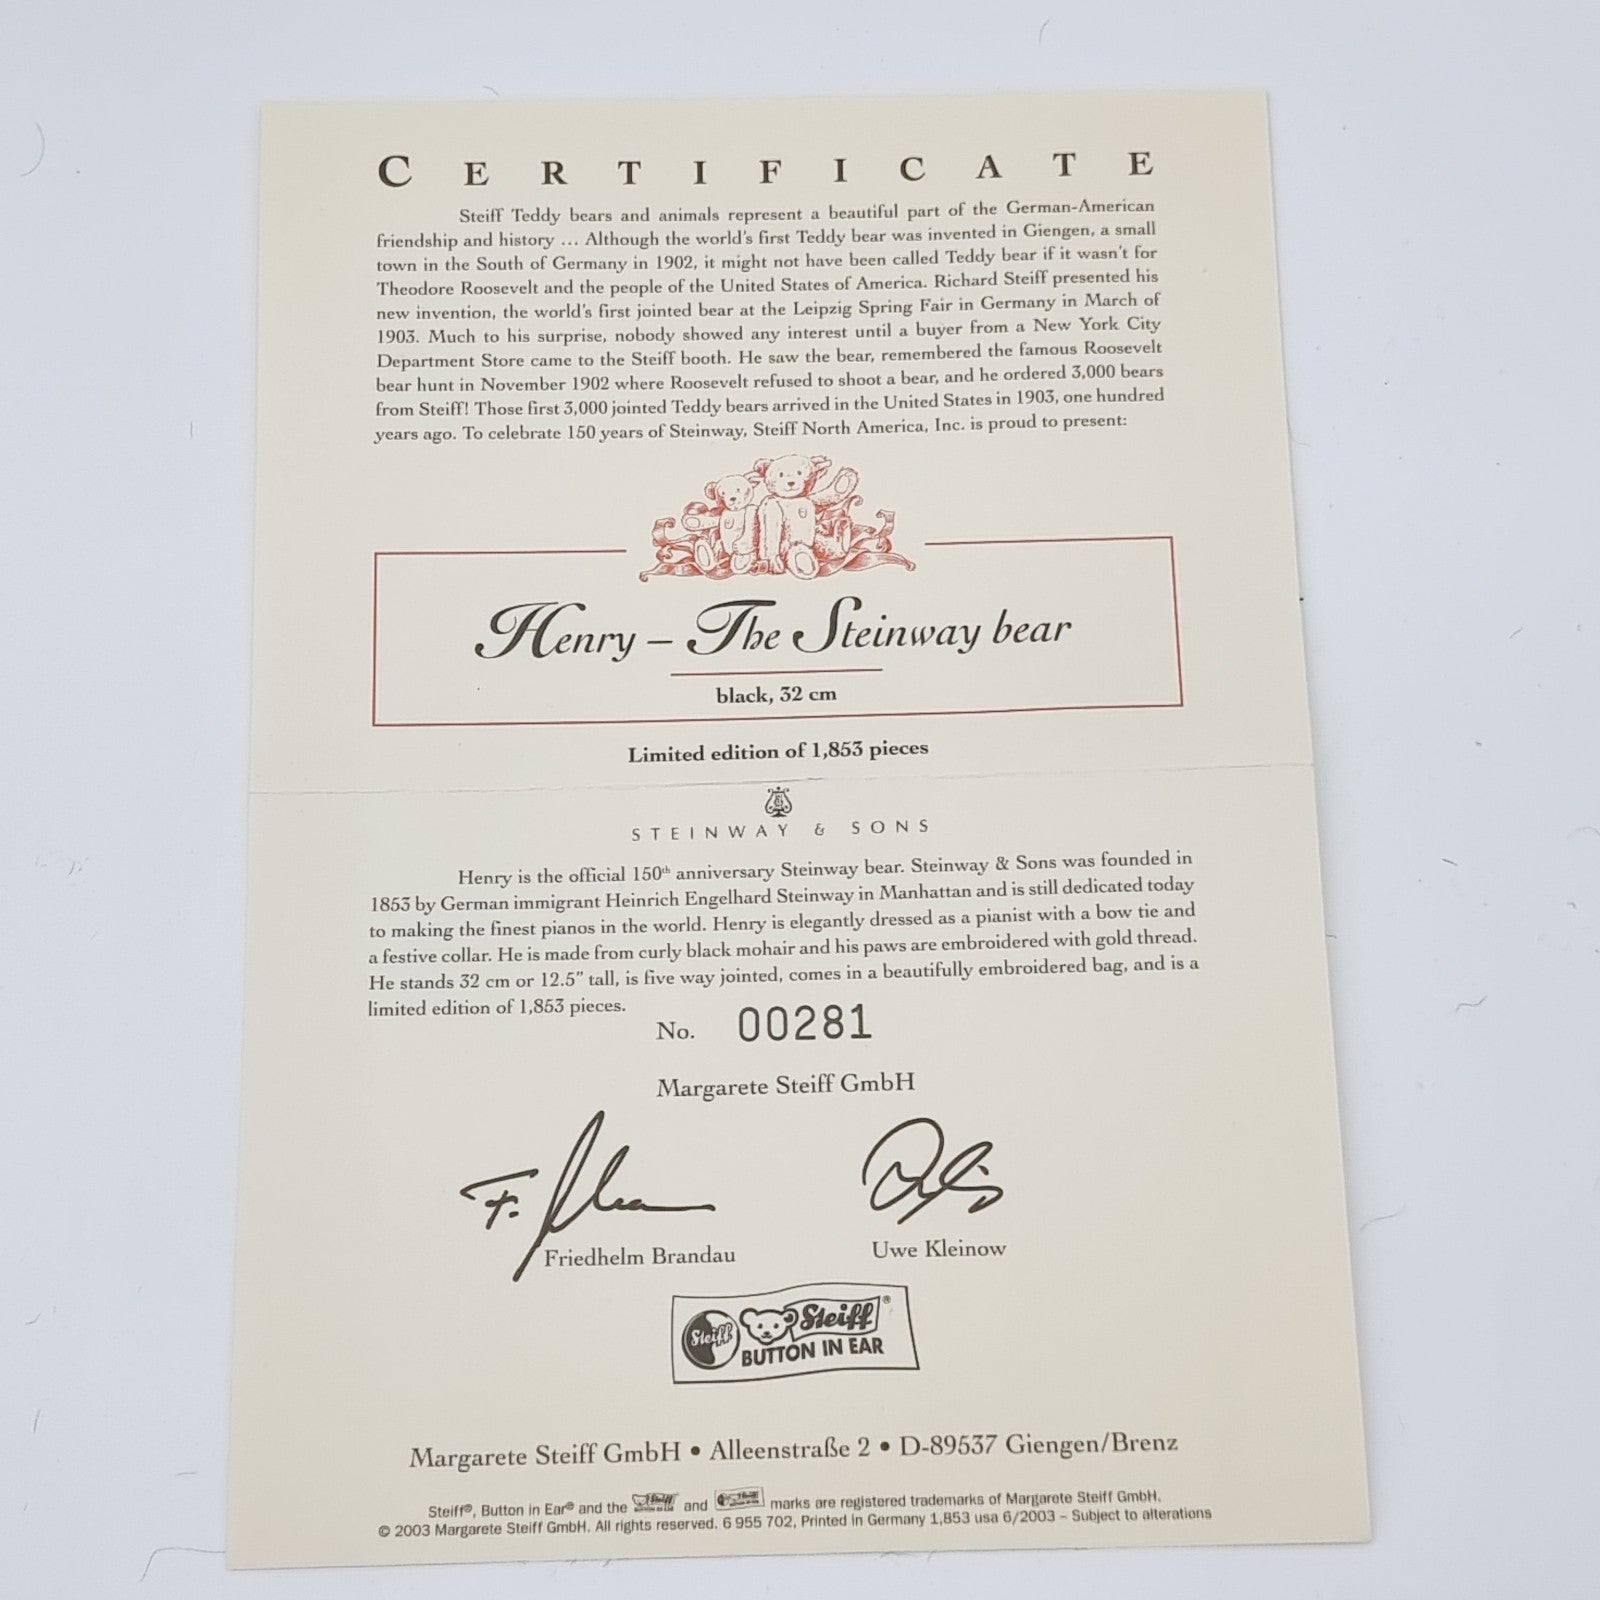 CERTIFICATE
Steiff Teddy bears and animals represent a beautiful part of the German-American
friendship and history ... Although the world's first Teddy bear was invented in Giengen, a small
town in the South of Germany in 1902, it might not have been called Teddy bear if it wasn't for
Theodore Roosevelt and the people of the United States of America. Richard Steiff presented his
new invention, the world's first jointed bear at the Leipzig Spring Fair in Germany in March of
1903. Much to his surprise, nobody showed any interest until a buyer from a New York City
Department Store came to the Steiff booth. He saw the bear, remembered the famous Roosevelt
bear hunt in November 1902 where Roosevelt refused to shoot a bear, and he ordered 3,000 bears
from Steiff! Those first 3,000 jointed Teddy bears arrived in the United States in 1903, one hundred
years ago. To celebrate 150 years of Steinway, Steiff North America, Inc. is proud to present:
Henry – The Steinway bear
black, 32 cm
Limited edition of 1,853 pieces
STEINWAY & SONS
Henry is the official 150th anniversary Steinway bear. Steinway & Sons was founded in
1853 by German immigrant Heinrich Engelhard Steinway in Manhattan and is still dedicated today
to making the finest pianos in the world. Henry is elegantly dressed as a pianist with a bow tie and
a festive collar. He is made from curly black mohair and his paws are embroidered with gold thread.
He stands 32 cm or 12.5" tall, is five way jointed, comes in a beautifully embroidered bag, and is a
limited edition of 1,853 pieces.
No. 00281
Margarete Steiff GmbH
Friedhelm Brandau
Uwe Kleinow
Steiff
Steiff®
BUTTON IN EAR
Margarete Steiff GmbH • Alleenstraße 2 • D-89537 Giengen/Brenz
Steiff®, Button in Ear® and the and marks are registered trademarks of Margarete Steiff GmbH.
© 2003 Margarete Steiff GmbH. All rights reserved. 6 955 702, Printed in Germany 1,853 usa 6/2003 – Subject to alterations